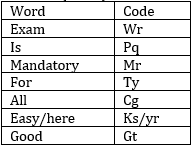 Word Code
Exam Wr
Is Pq
Mandatory Mr
For Ty
All Cg
Easy/here Ks/yr
Good Gt